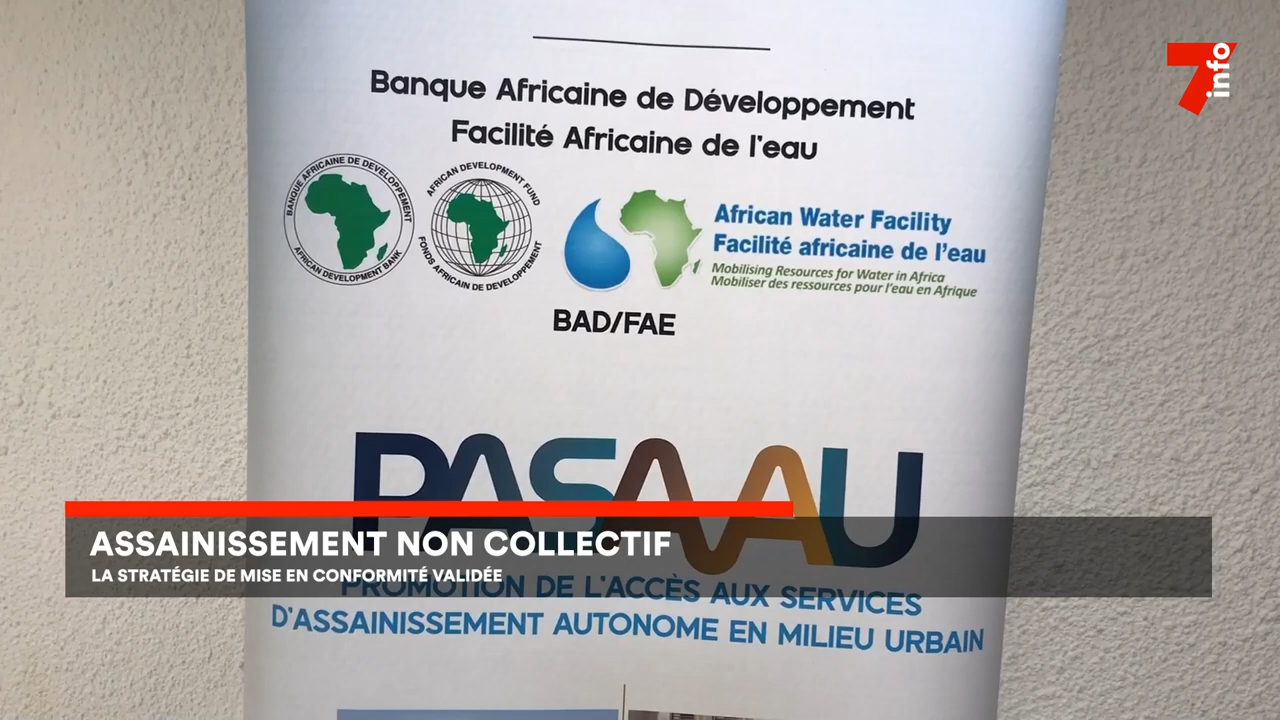 7
info
Banque Africaine de Développement
Facilité Africaine de l'eau
BANQUE AFRICAINE DE DÉVELOPPEMENT
AFRICAN DEVELOPMENT BANK
AFRICAN DEVELOPMENT FUND
FONDS AFRICAIN DE DÉVELOPPEMENT
African Water Facility
Facilité africaine de l'eau
Mobilising Resources for Water in Africa
Mobiliser des ressources pour l'eau en Afrique
BAD/FAE
PASAAU
ASSAINISSEMENT NON COLLECTIF
LA STRATÉGIE DE MISE EN CONFORMITÉ VALIDÉE
PROMOTION DE L'ACCÈS AUX SERVICES
D'ASSAINISSEMENT AUTONOME EN MILIEU URBAIN